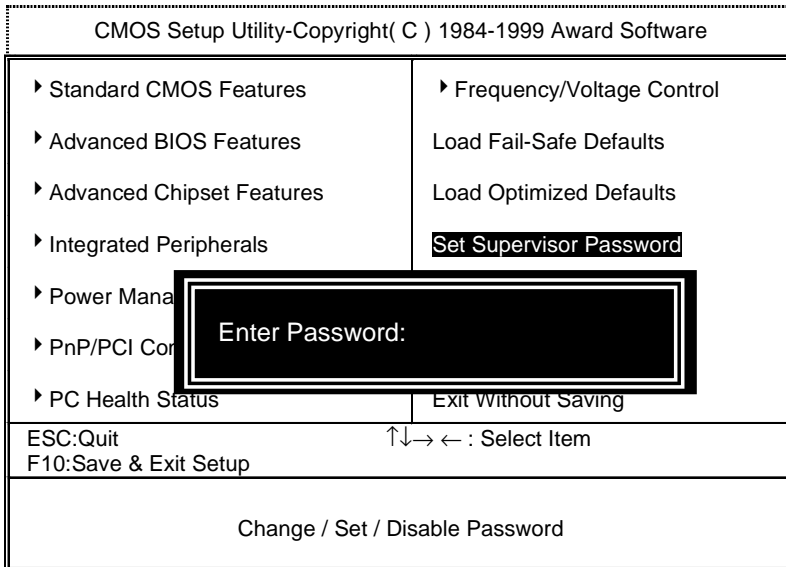 CMOS Setup Utility-Copyright( C ) 1984-1999 Award Software
Standard CMOS Features
Frequency/Voltage Control
Advanced BIOS Features
Load Fail-Safe Defaults
Advanced Chipset Features
Load Optimized Defaults
Integrated Peripherals
Set Supervisor Password
Power Mana
Enter Password:
PnP/PCI Con
PC Health Status
Exit Without Saving
ESC:Quit
↑↓→ ← : Select Item
F10:Save & Exit Setup
Change / Set / Disable Password